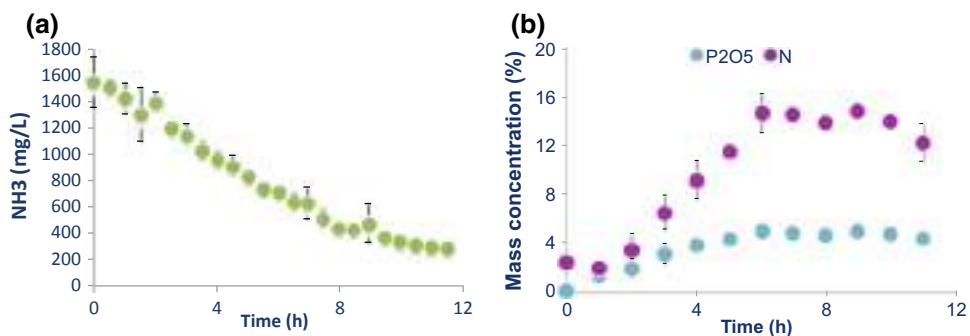 (a)
NH3 (mg/L)
1800
1600
1400
1200
1000
800
600
400
200
0
0 4 8 12
Time (h)
(b)
Mass concentration (%)
P2O5 N
20
16
12
8
4
0
0 4 8 12
Time (h)